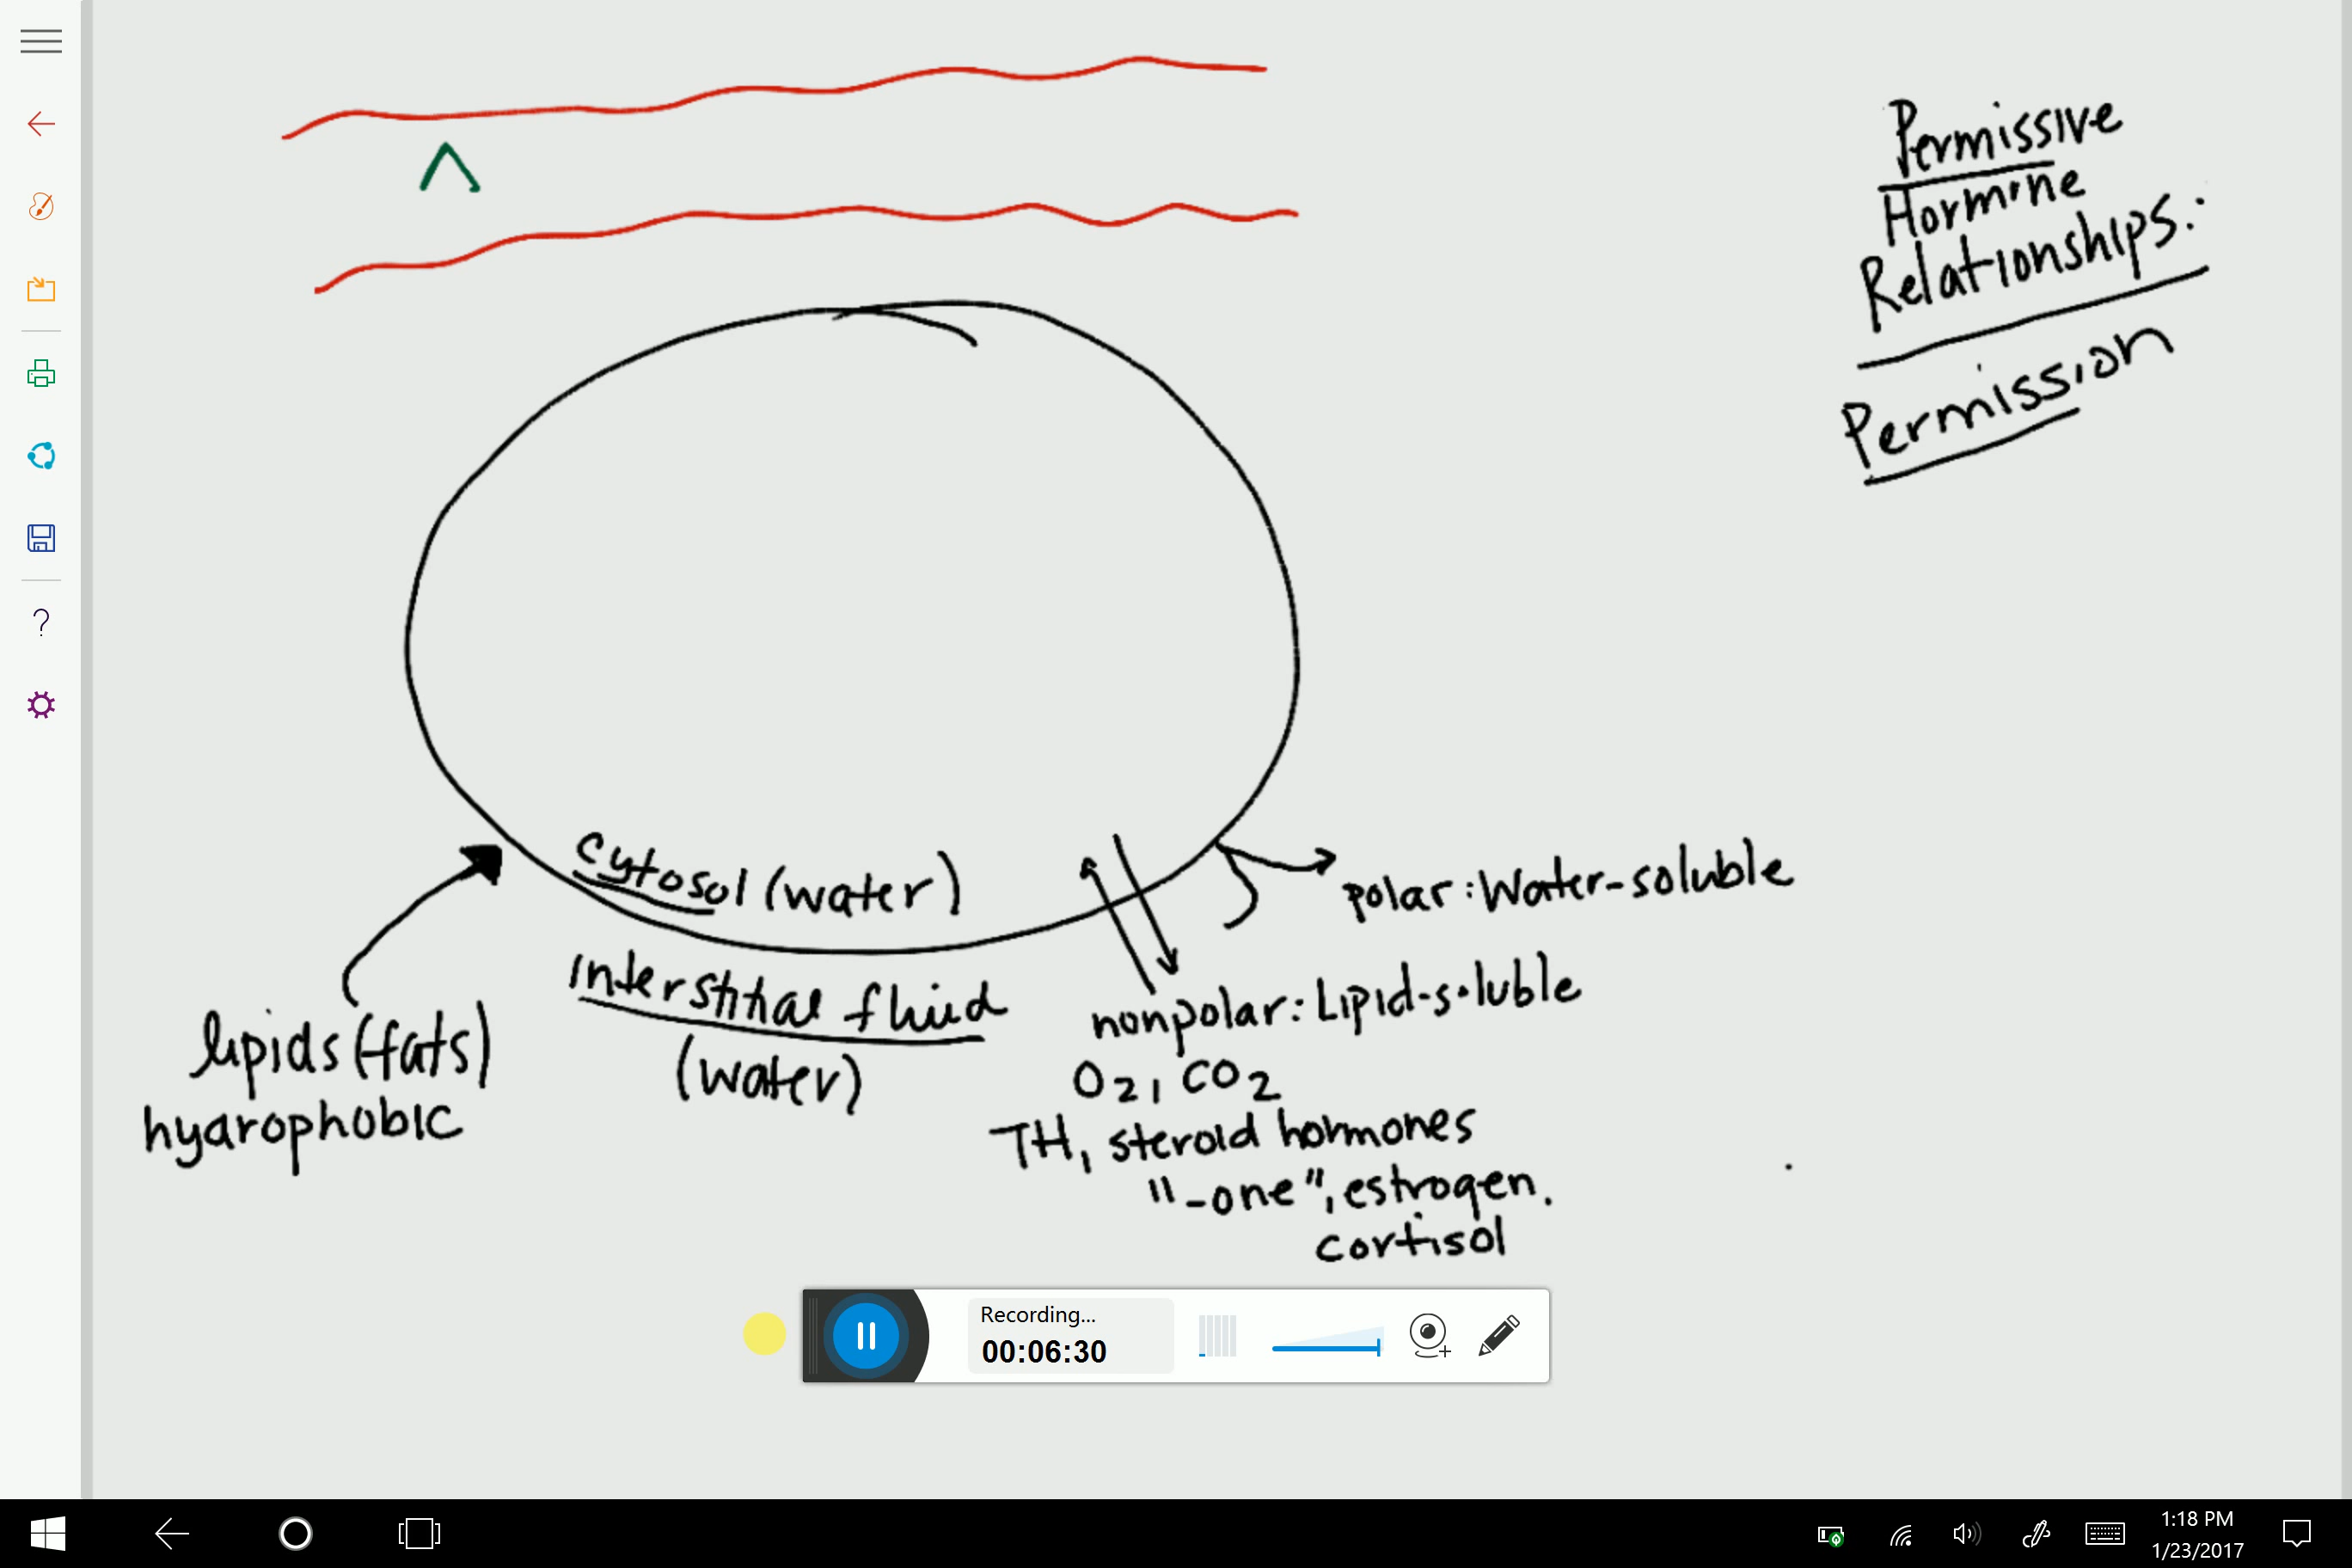 Permissive
Hormone
Relationships:
Permission
cytosol (water)
Interstitial fluid
(water)
lipids (fats)
hydrophobic
polar: Water-soluble
nonpolar: Lipid-soluble
O2, CO2
TH, steroid hormones
"-one", estrogen.
cortisol
Recording...
00:06:30
1:18 PM
1/23/2017